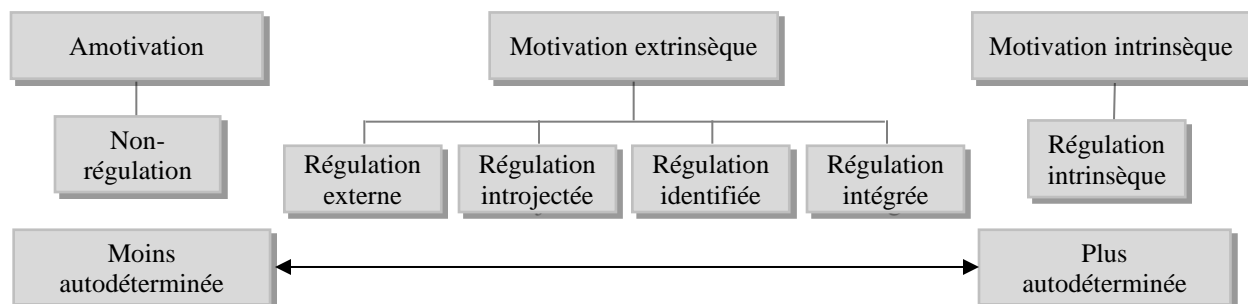 Amotivation
Motivation extrinsèque
Motivation intrinsèque
Non-
régulation
Régulation
externe
Régulation
introjectée
Régulation
identifiée
Régulation
intégrée
Régulation
intrinsèque
Moins
autodéterminée
Plus
autodéterminée